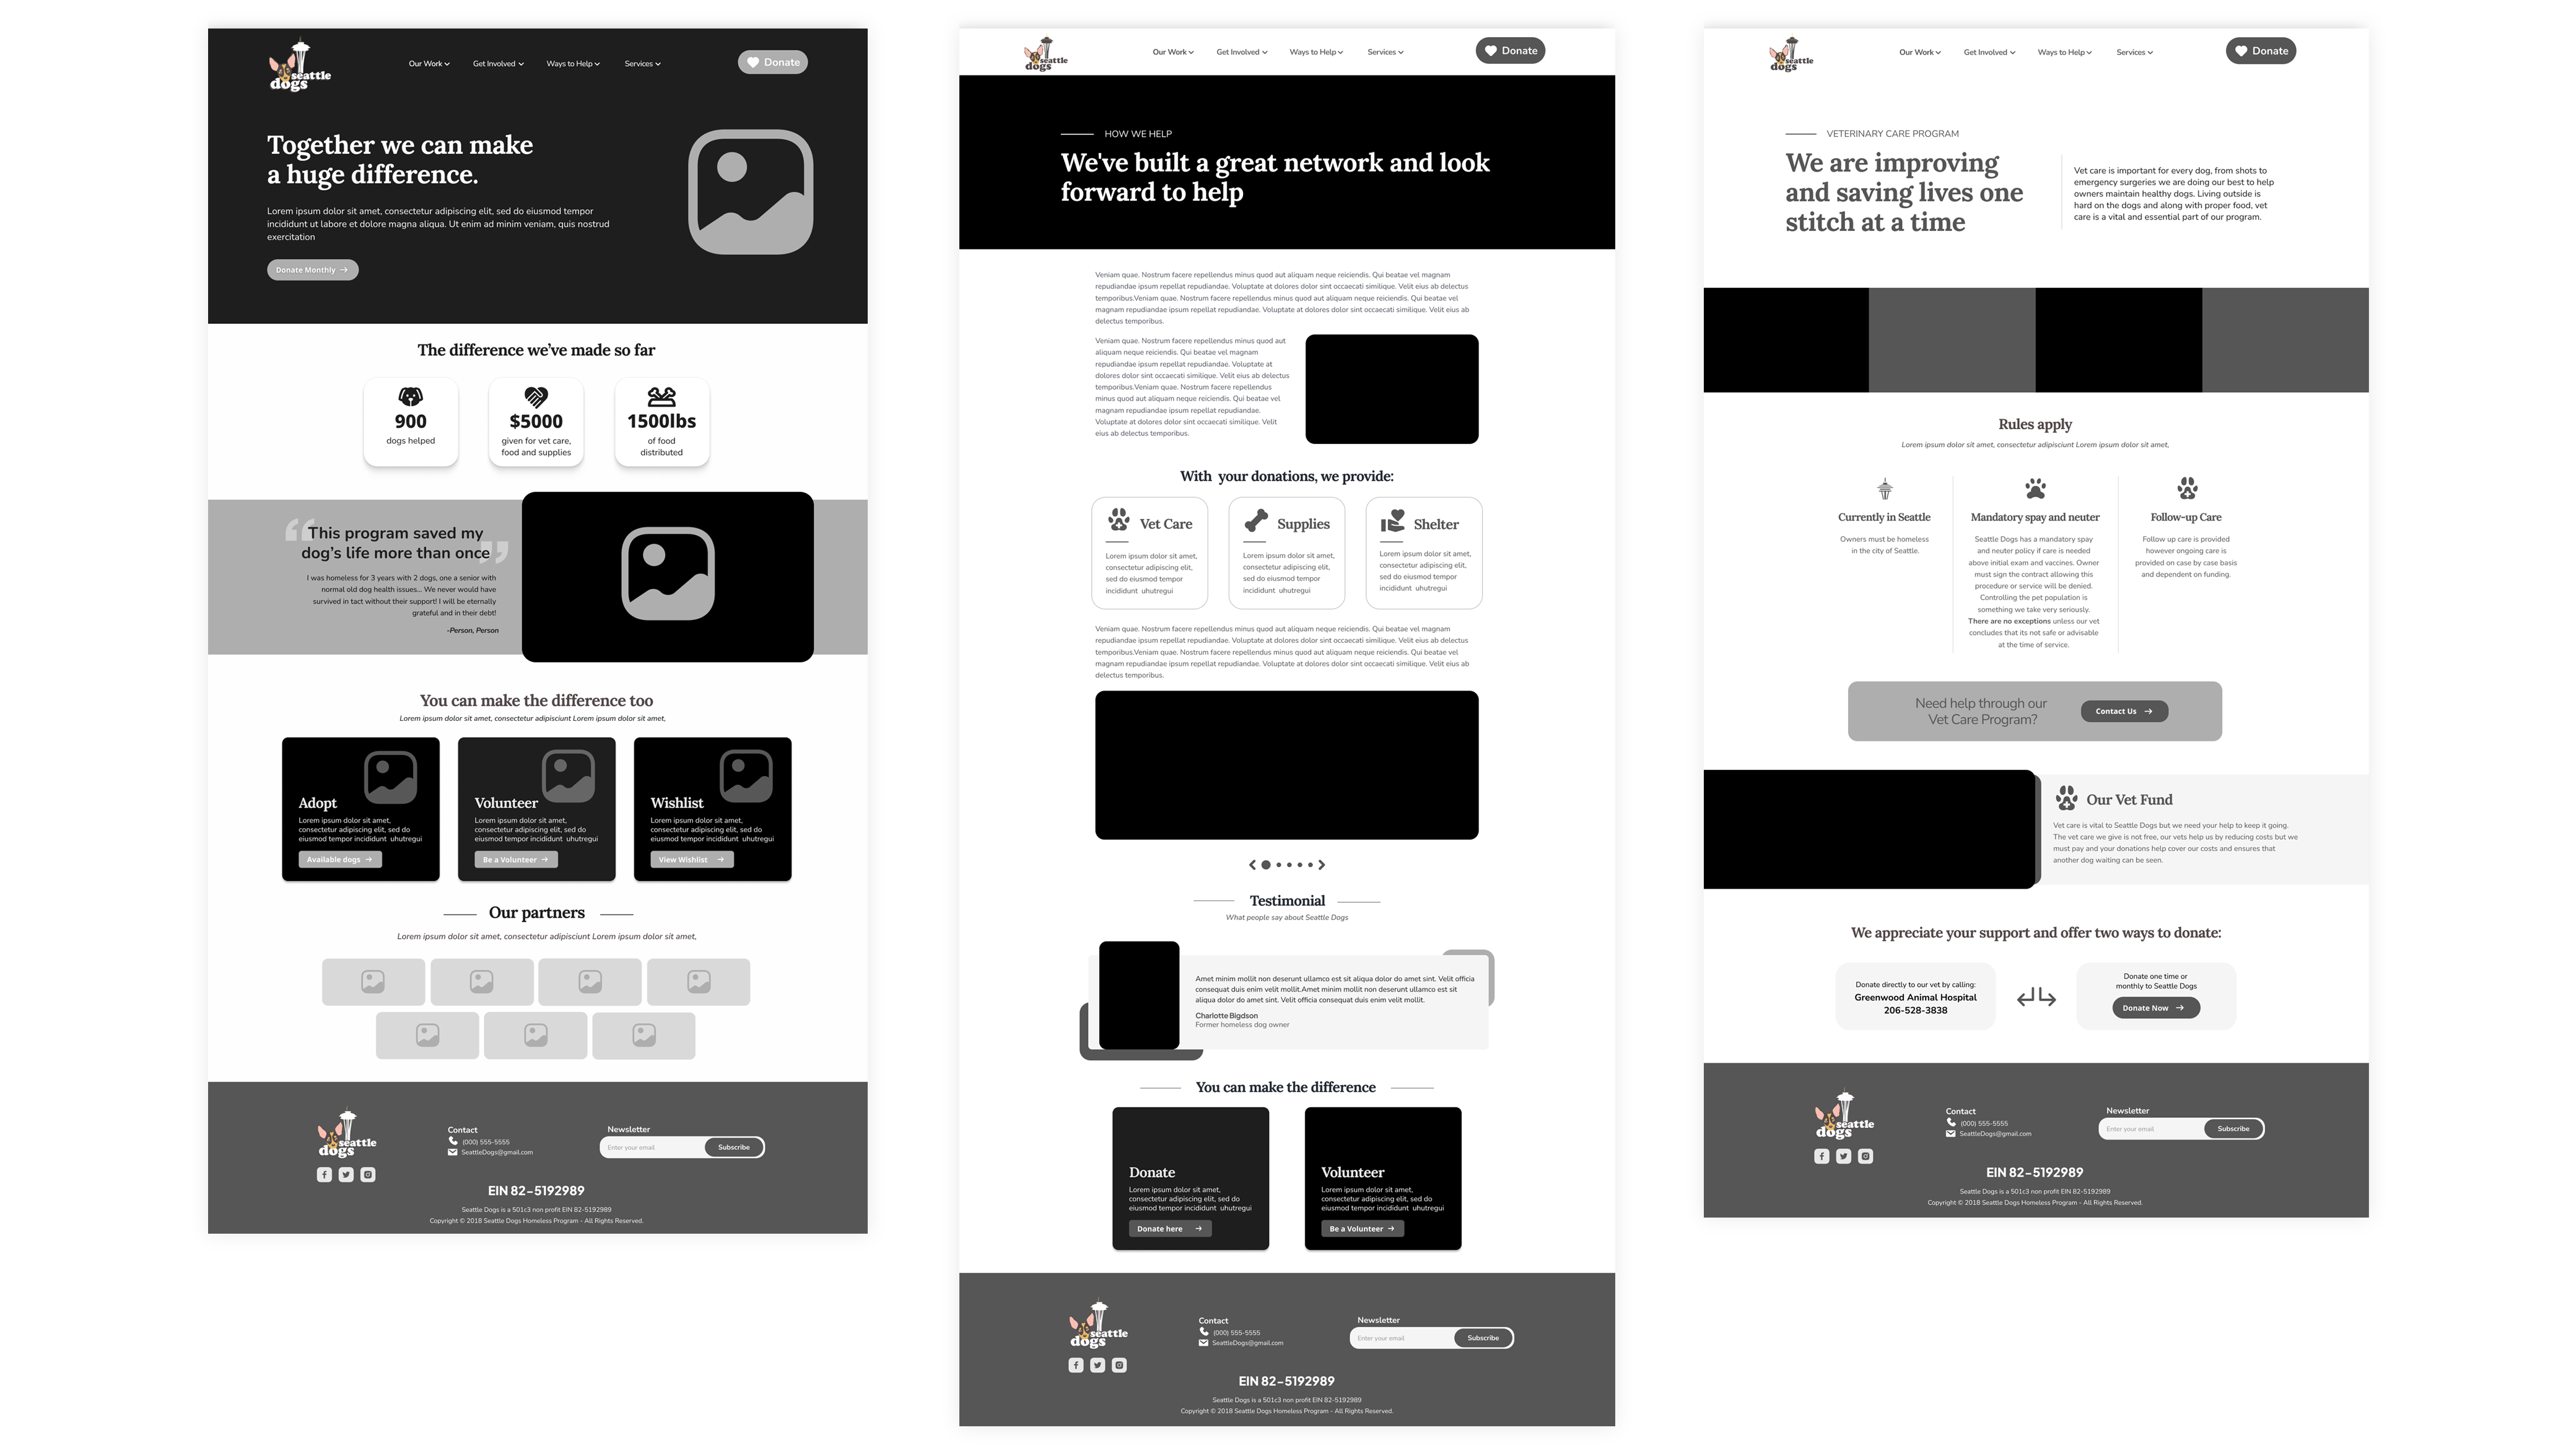 seattle
dogs
Our Work
Get Involved
Ways to Help
Services
Donate
Together we can make
a huge difference.
Lorem ipsum dolor sit amet, consectetur adipiscing elit, sed do eiusmod tempor
incididunt ut labore et dolore magna aliqua. Ut enim ad minim veniam, quis nostrud
exercitation
Donate Monthly
The difference we’ve made so far
900
dogs helped
$5000
given for vet care,
food and supplies
1500lbs
of food
distributed
“
This program saved my
dog’s life more than once
”
I was homeless for 3 years with 2 dogs, one a senior with
normal old dog health issues... We never would have
survived in tact without their support! I will be eternally
grateful and in their debt!
-Person, Person
You can make the difference too
Lorem ipsum dolor sit amet, consectetur adipisciunt Lorem ipsum dolor sit amet,
Adopt
Lorem ipsum dolor sit amet,
consectetur adipiscing elit, sed do
eiusmod tempor incididunt uhutregui
Available dogs
Volunteer
Lorem ipsum dolor sit amet,
consectetur adipiscing elit, sed do
eiusmod tempor incididunt uhutregui
Be a Volunteer
Wishlist
Lorem ipsum dolor sit amet,
consectetur adipiscing elit, sed do
eiusmod tempor incididunt uhutregui
View Wishlist
Our partners
Lorem ipsum dolor sit amet, consectetur adipisciunt Lorem ipsum dolor sit amet,
seattle
dogs
Contact
(000) 555-5555
SeattleDogs@gmail.com
Newsletter
Enter your email
Subscribe
EIN 82-5192989
Seattle Dogs is a 501c3 non profit EIN 82-5192989
Copyright © 2018 Seattle Dogs Homeless Program - All Rights Reserved.
seattle
dogs
Our Work
Get Involved
Ways to Help
Services
Donate
HOW WE HELP
We've built a great network and look
forward to help
Veniam quae. Nostrum facere repellendus minus quod aut aliquam neque reiciendis. Qui beatae vel magnam
repudiandae ipsum repellat repudiandae. Voluptate at dolores dolor sint occaecati similique. Velit eius ab delectus
temporibus.Veniam quae. Nostrum facere repellendus minus quod aut aliquam neque reiciendis. Qui beatae vel
magnam repudiandae ipsum repellat repudiandae. Voluptate at dolores dolor sint occaecati similique. Velit eius ab
delectus temporibus.
Veniam quae. Nostrum facere repellendus minus quod aut
aliquam neque reiciendis. Qui beatae vel magnam
repudiandae ipsum repellat repudiandae. Voluptate at
dolores dolor sint occaecati similique. Velit eius ab delectus
temporibus.Veniam quae. Nostrum facere repellendus
minus quod aut aliquam neque reiciendis. Qui beatae vel
magnam repudiandae ipsum repellat repudiandae.
Voluptate at dolores dolor sint occaecati similique. Velit
eius ab delectus temporibus.
With your donations, we provide:
Vet Care
Lorem ipsum dolor sit amet,
consectetur adipiscing elit,
sed do eiusmod tempor
incididunt uhutregui
Supplies
Lorem ipsum dolor sit amet,
consectetur adipiscing elit,
sed do eiusmod tempor
incididunt uhutregui
Shelter
Lorem ipsum dolor sit amet,
consectetur adipiscing elit,
sed do eiusmod tempor
incididunt uhutregui
Veniam quae. Nostrum facere repellendus minus quod aut aliquam neque reiciendis. Qui beatae vel magnam
repudiandae ipsum repellat repudiandae. Voluptate at dolores dolor sint occaecati similique. Velit eius ab delectus
temporibus.Veniam quae. Nostrum facere repellendus minus quod aut aliquam neque reiciendis. Qui beatae vel
magnam repudiandae ipsum repellat repudiandae. Voluptate at dolores dolor sint occaecati similique. Velit eius ab
delectus temporibus.
Testimonial
What people say about Seattle Dogs
Amet minim mollit non deserunt ullamco est sit aliqua dolor do amet sint. Velit officia
consequat duis enim velit mollit.Amet minim mollit non deserunt ullamco est sit
aliqua dolor do amet sint. Velit officia consequat duis enim velit mollit.
Charlotte Bigdson
Former homeless dog owner
You can make the difference
Donate
Lorem ipsum dolor sit amet,
consectetur adipiscing elit, sed do
eiusmod tempor incididunt uhutregui
Donate here
Volunteer
Lorem ipsum dolor sit amet,
consectetur adipiscing elit, sed do
eiusmod tempor incididunt uhutregui
Be a Volunteer
seattle
dogs
Contact
(000) 555-5555
SeattleDogs@gmail.com
Newsletter
Enter your email
Subscribe
EIN 82-5192989
Seattle Dogs is a 501c3 non profit EIN 82-5192989
Copyright © 2018 Seattle Dogs Homeless Program - All Rights Reserved.
seattle
dogs
Our Work
Get Involved
Ways to Help
Services
Donate
VETERINARY CARE PROGRAM
We are improving
and saving lives one
stitch at a time
Vet care is important for every dog, from shots to
emergency surgeries we are doing our best to help
owners maintain healthy dogs. Living outside is
hard on the dogs and along with proper food, vet
care is a vital and essential part of our program.
Rules apply
Lorem ipsum dolor sit amet, consectetur adipisciunt Lorem ipsum dolor sit amet,
Currently in Seattle
Owners must be homeless
in the city of Seattle.
Mandatory spay and neuter
Seattle Dogs has a mandatory spay
and neuter policy if care is needed
above initial exam and vaccines. Owner
must sign the contract allowing this
procedure or service will be denied.
Controlling the pet population is
something we take very seriously.
There are no exceptions unless our vet
concludes that its not safe or advisable
at the time of service.
Follow-up Care
Follow up care is provided
however ongoing care is
provided on case by case basis
and dependent on funding.
Need help through our
Vet Care Program?
Contact Us
Our Vet Fund
Vet care is vital to Seattle Dogs but we need your help to keep it going.
The vet care we give is not free, our vets help us by reducing costs but we
must pay and your donations help cover our costs and ensures that
another dog waiting can be seen.
We appreciate your support and offer two ways to donate:
Donate directly to our vet by calling:
Greenwood Animal Hospital
206-528-3838
Donate one time or
monthly to Seattle Dogs
Donate Now
seattle
dogs
Contact
(000) 555-5555
SeattleDogs@gmail.com
Newsletter
Enter your email
Subscribe
EIN 82-5192989
Seattle Dogs is a 501c3 non profit EIN 82-5192989
Copyright © 2018 Seattle Dogs Homeless Program - All Rights Reserved.